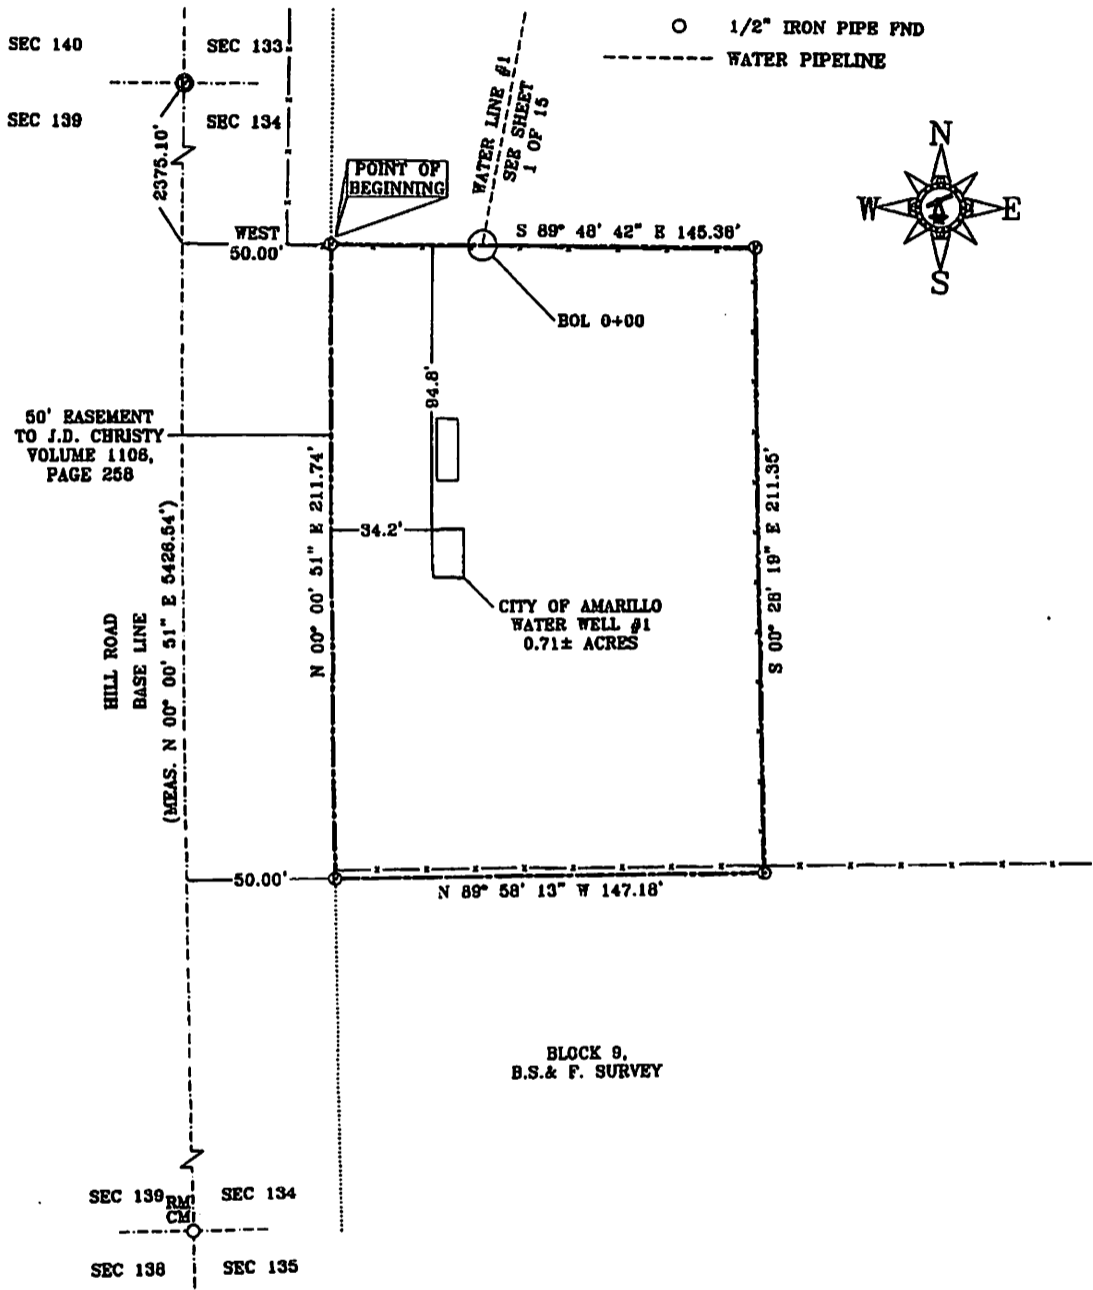 1/2" IRON PIPE FND
WATER PIPELINE
SEC 140
SEC 133
SEC 139
SEC 134
2375.10'
WATER LINE #1
SEE SHEET
1 OF 15
N
W
E
S
POINT OF
BEGINNING
WEST
50.00'
S 89° 48' 42" E 145.38'
BOL 0+00
94.8'
50' EASEMENT
TO J.D. CHRISTY
VOLUME 1106,
PAGE 258
N 00° 00' 51" E 211.74'
34.2'
S 00° 28' 19" E 211.35'
CITY OF AMARILLO
WATER WELL #1
0.71± ACRES
HILL ROAD
BASE LINE
(MEAS. N 00° 00' 51" E 5426.54')
50.00'
N 89° 58' 13" W 147.18'
BLOCK 9,
B.S.& F. SURVEY
SEC 139
RM
CM
SEC 134
SEC 138
SEC 135